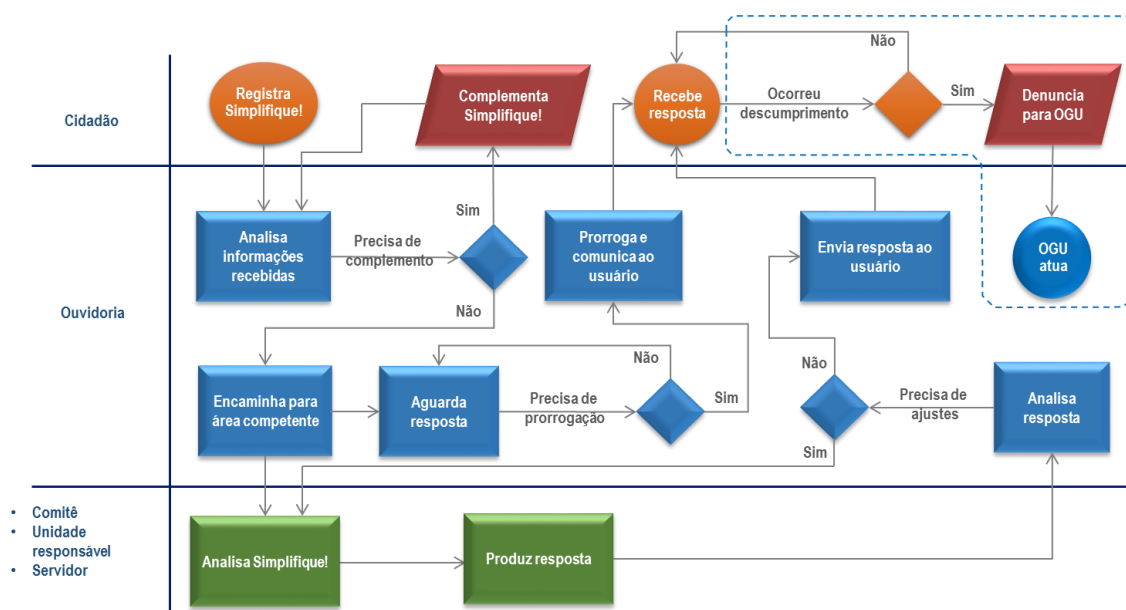 Cidadão
Registra
Simplifique!
Complementa
Simplifique!
Recebe
resposta
Ocorreu
descumprimento
Não
Sim
Denuncia
para OGU
Ouvidoria
Analisa
informações
recebidas
Precisa de
complemento
Sim
Não
Prorroga e
comunica ao
usuário
Envia resposta ao
usuário
OGU
atua
Encaminha para
área competente
Aguarda
resposta
Precisa de
prorrogação
Não
Sim
Não
Sim
Precisa de
ajustes
Analisa
resposta
• Comitê
• Unidade
responsável
• Servidor
Analisa Simplifique!
Produz resposta